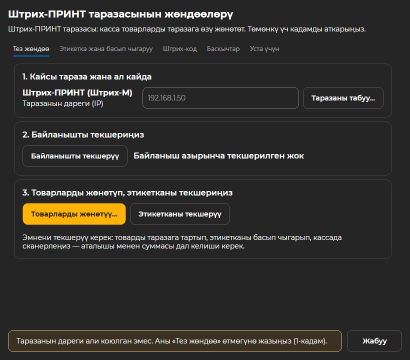 Штрих-ПРИНТ таразасынын жөндөөлөрү
Штрих-ПРИНТ таразасы: касса товарларды таразага өзү жөнөтөт. Төмөнкү үч кадамды аткарыңыз.
Тез жөндөө Этикетка жана басып чыгаруу Штрих-код Баскычтар Уста үчүн
1. Кайсы тараза жана ал кайда
Штрих-ПРИНТ (Штрих-М)
Таразанын дареги (IP)
192.168.1.50
Таразаны табуу...
2. Байланышты текшериңиз
Байланышты текшерүү Байланыш азырынча текшерилген жок
3. Товарларды жөнөтүп, этикетканы текшериңиз
Товарларды жөнөтүү... Этикетканы текшерүү
Эмнени текшерүү керек: товарды таразага тартып, этикетканы басып чыгарып, кассада
сканерлеңиз — аталышы менен суммасы дал келиши керек.
Таразанын дареги али коюлган эмес. Аны «Тез жөндөө» өтмөгүнө жазыңыз (1-кадам).
Жабуу